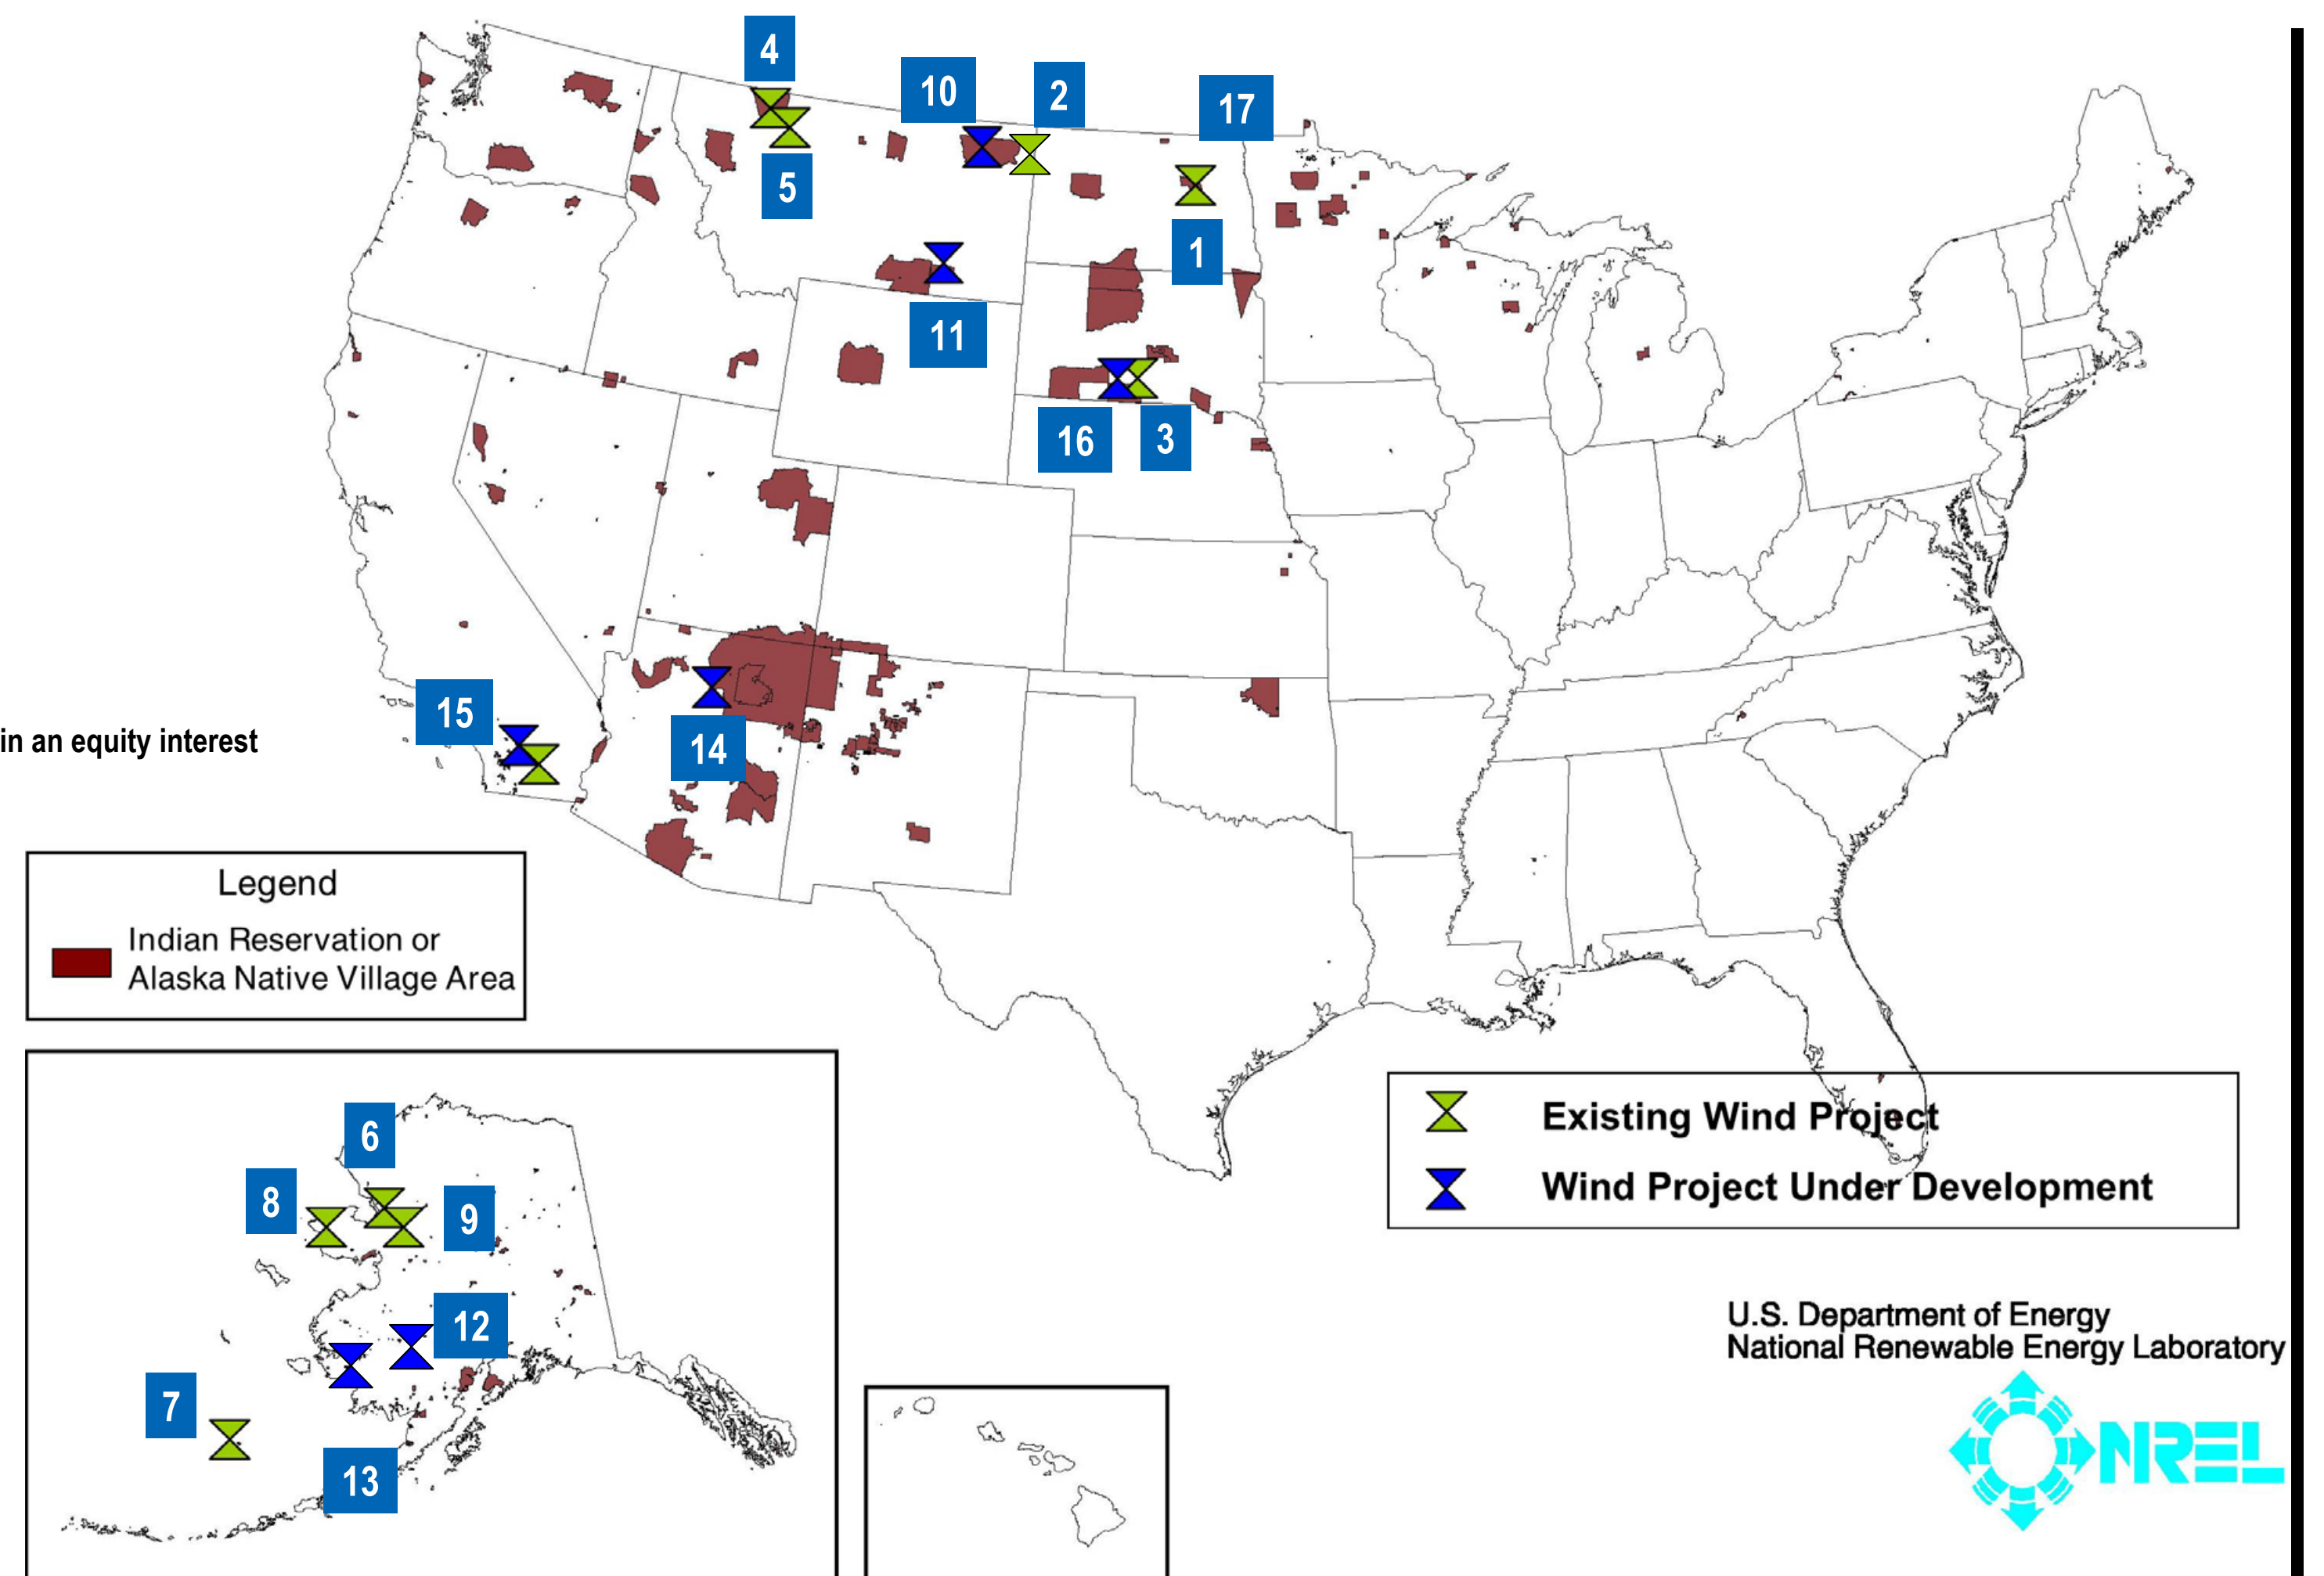 4
10
2
17
5
1
11
16
3
15
14
in an equity interest
Legend
Indian Reservation or
Alaska Native Village Area
6
8
9
12
7
13
Existing Wind Project
Wind Project Under Development
U.S. Department of Energy
National Renewable Energy Laboratory
NREL